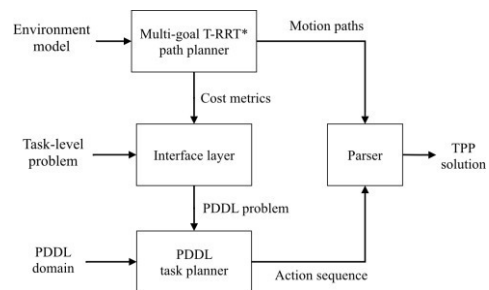 Environment
model
Multi-goal T-RRT*
path planner
Motion paths
Cost metrics
Task-level
problem
Interface layer
Parser
TPP
solution
PDDL problem
PDDL
domain
PDDL
task planner
Action sequence